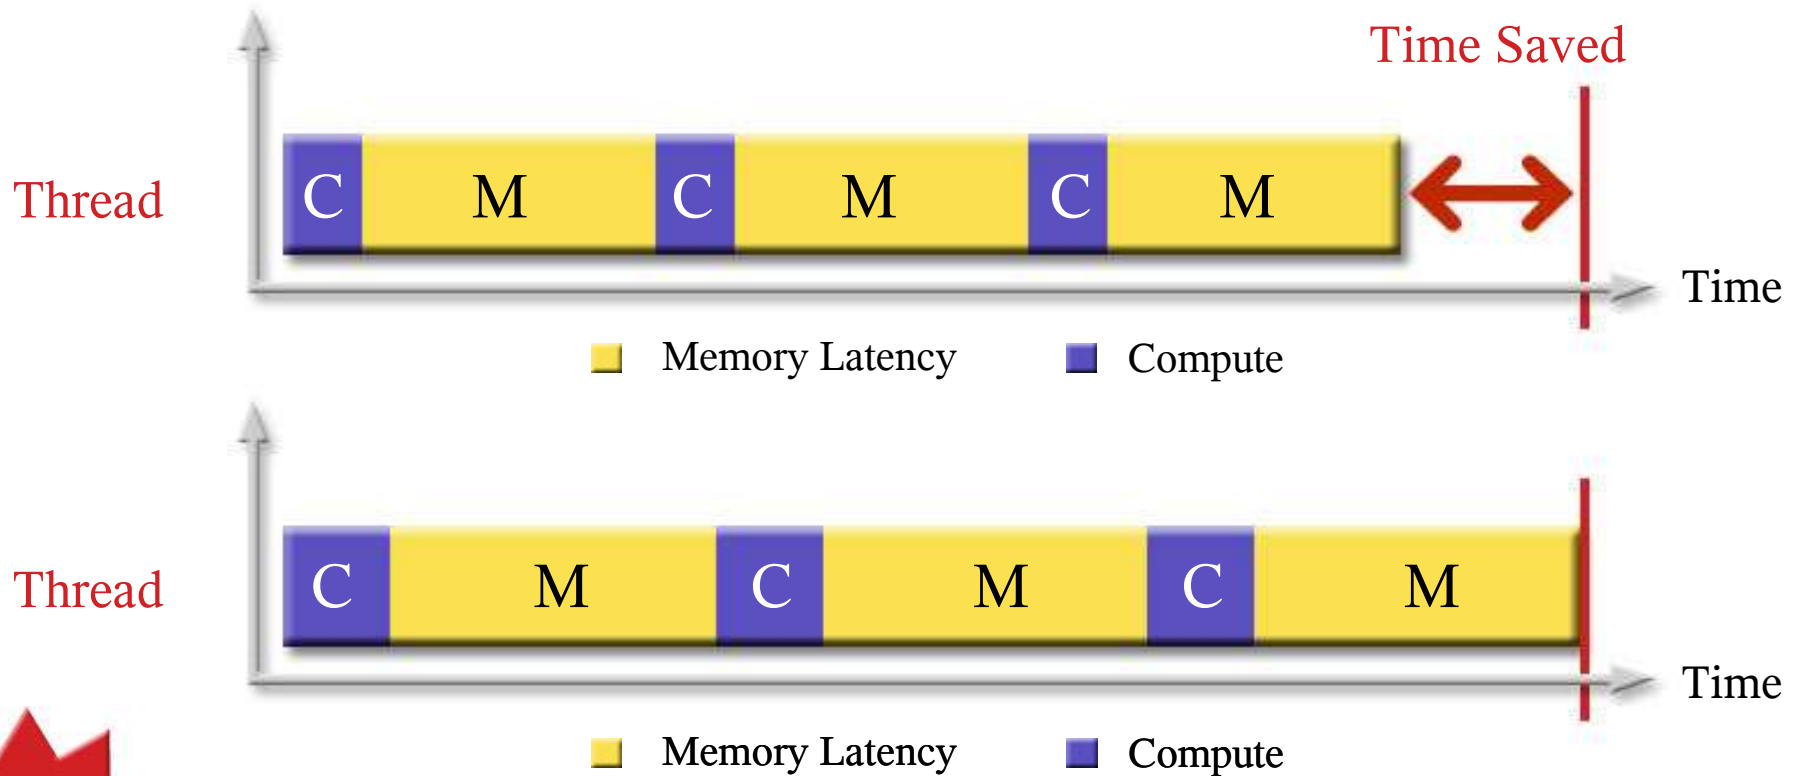 Time Saved
Thread
C M C M C M
Time
Memory Latency Compute
Thread
C M C M C M
Time
Memory Latency Compute